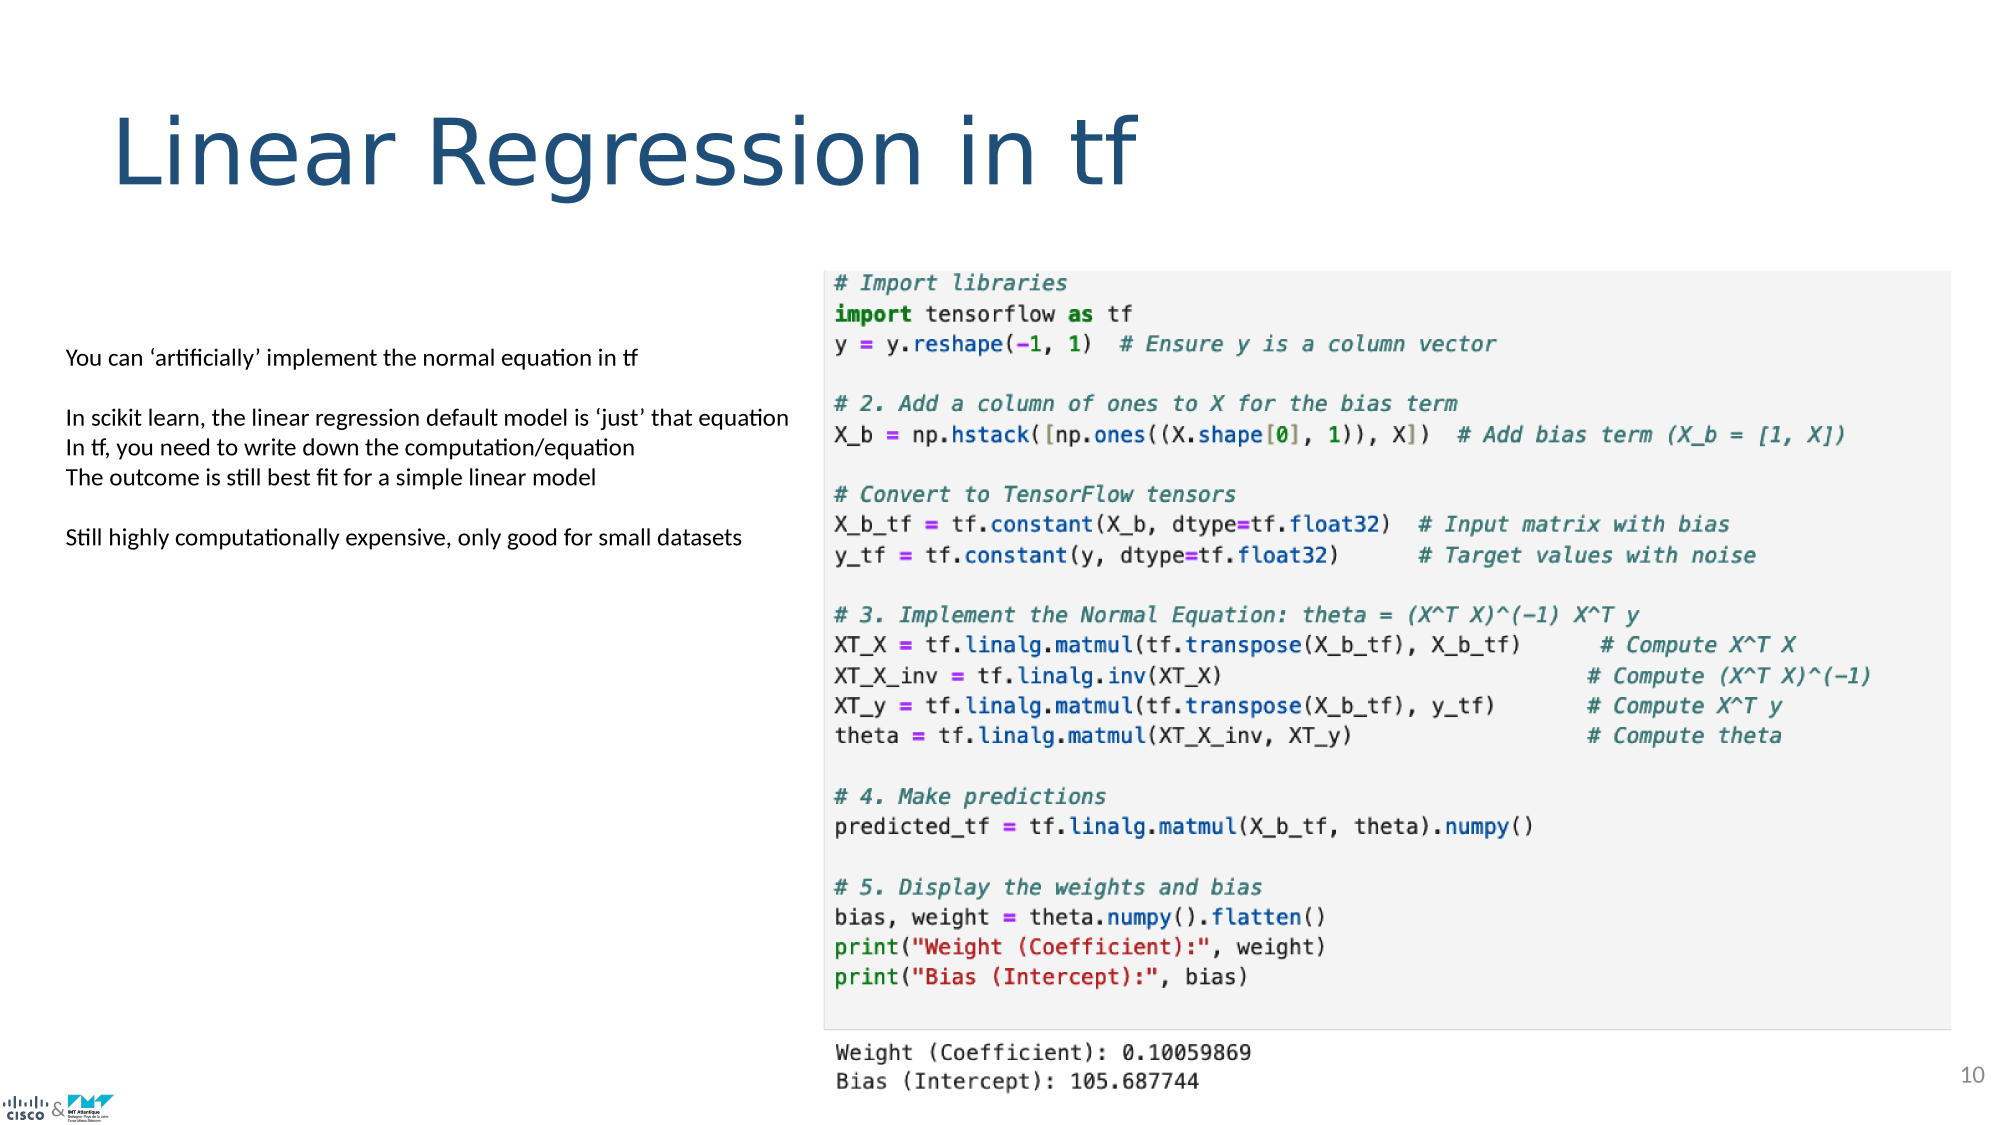 Linear Regression in tf
You can ‘artificially’ implement the normal equation in tf
In scikit learn, the linear regression default model is ‘just’ that equation
In tf, you need to write down the computation/equation
The outcome is still best fit for a simple linear model
Still highly computationally expensive, only good for small datasets
# Import libraries
import tensorflow as tf
y = y.reshape(-1, 1)  # Ensure y is a column vector
# 2. Add a column of ones to X for the bias term
X_b = np.hstack([np.ones((X.shape[0], 1)), X])  # Add bias term (X_b = [1, X])
# Convert to TensorFlow tensors
X_b_tf = tf.constant(X_b, dtype=tf.float32)  # Input matrix with bias
y_tf = tf.constant(y, dtype=tf.float32)      # Target values with noise
# 3. Implement the Normal Equation: theta = (X^T X)^(-1) X^T y
XT_X = tf.linalg.matmul(tf.transpose(X_b_tf), X_b_tf)      # Compute X^T X
XT_X_inv = tf.linalg.inv(XT_X)                            # Compute (X^T X)^(-1)
XT_y = tf.linalg.matmul(tf.transpose(X_b_tf), y_tf)       # Compute X^T y
theta = tf.linalg.matmul(XT_X_inv, XT_y)                  # Compute theta
# 4. Make predictions
predicted_tf = tf.linalg.matmul(X_b_tf, theta).numpy()
# 5. Display the weights and bias
bias, weight = theta.numpy().flatten()
print("Weight (Coefficient):", weight)
print("Bias (Intercept):", bias)
Weight (Coefficient): 0.10059869
Bias (Intercept): 105.687744
10
cisco & IMT Atlantique